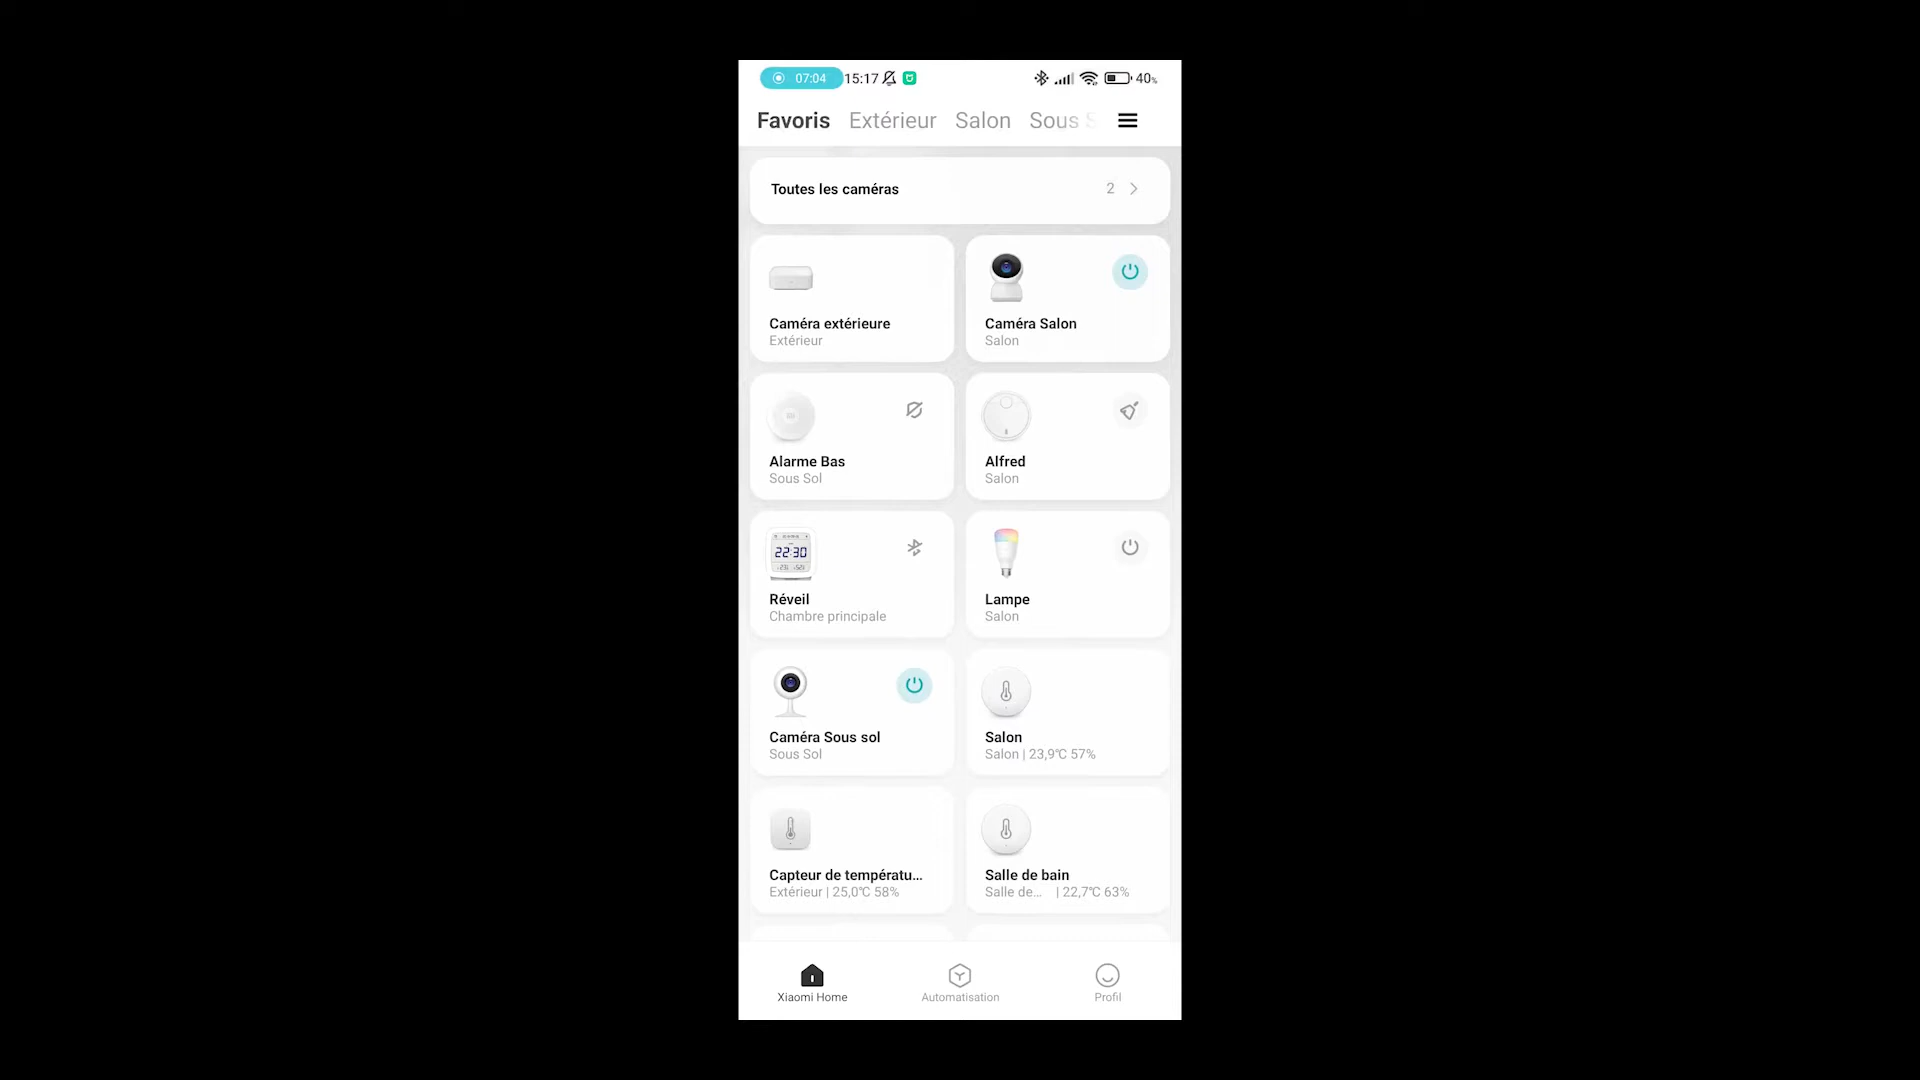 07:04 15:17 40%
Favoris Extérieur Salon Sous S
Toutes les caméras 2
Caméra extérieure
Extérieur
Caméra Salon
Salon
Alarme Bas
Sous Sol
Alfred
Salon
22:30
Réveil
Chambre principale
Lampe
Salon
Caméra Sous sol
Sous Sol
Salon
Salon | 23,9℃ 57%
Capteur de températu...
Extérieur | 25,0℃ 58%
Salle de bain
Salle de... | 22,7℃ 63%
Xiaomi Home Automatisation Profil